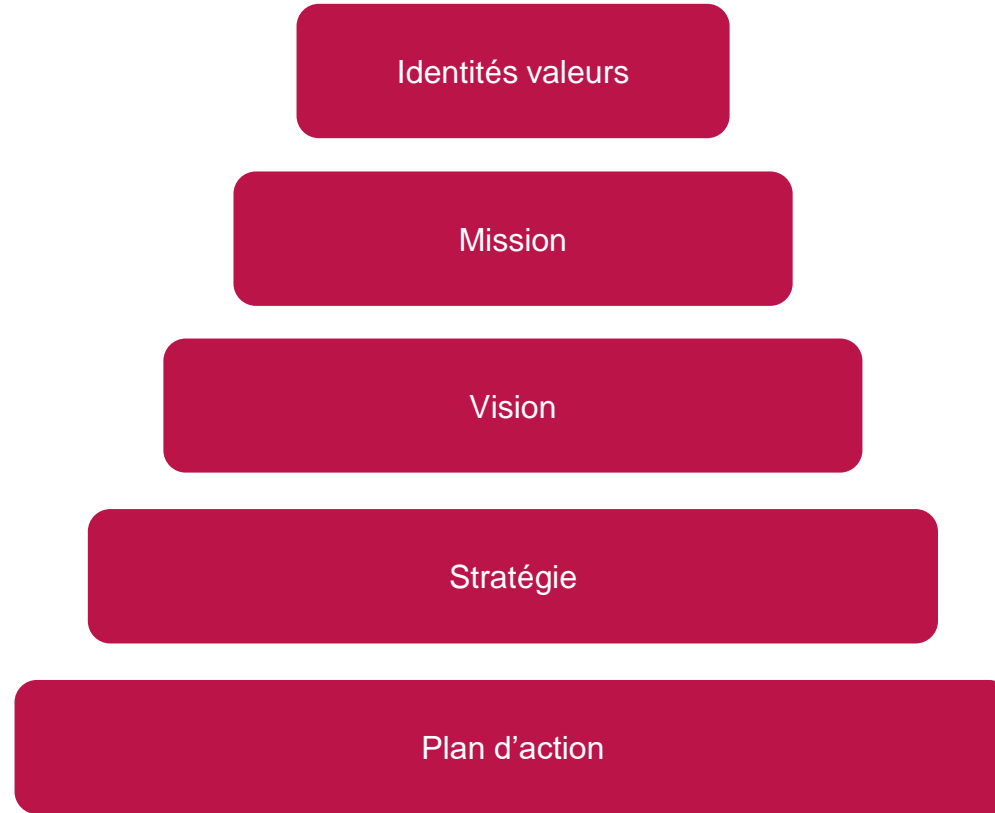 Identités valeurs
Mission
Vision
Stratégie
Plan d’action